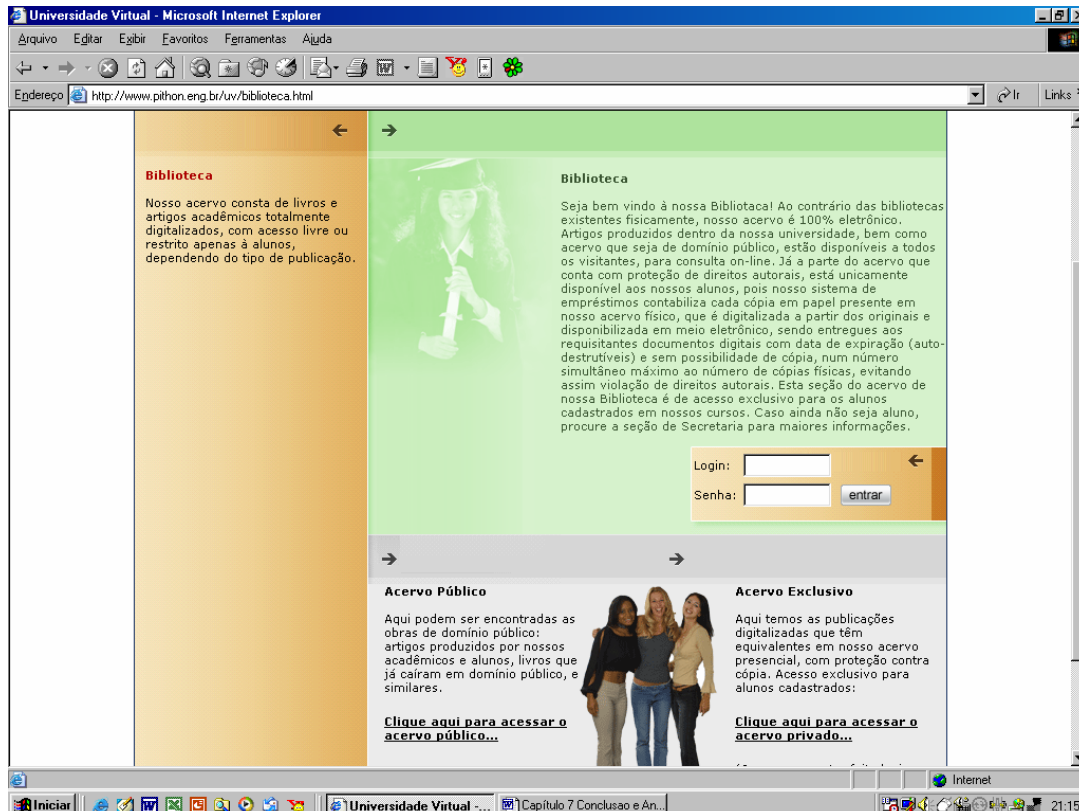 Universidade Virtual - Microsoft Internet Explorer
Arquivo Editar Exibir Favoritos Ferramentas Ajuda
Endereço http://www.pithon.eng.br/uv/biblioteca.html Ir Links
Biblioteca
Nosso acervo consta de livros e
artigos acadêmicos totalmente
digitalizados, com acesso livre ou
restrito apenas à alunos,
dependendo do tipo de publicação.
Biblioteca
Seja bem vindo à nossa Bibliotaca! Ao contrário das bibliotecas
existentes fisicamente, nosso acervo é 100% eletrônico.
Artigos produzidos dentro da nossa universidade, bem como
acervo que seja de domínio público, estão disponíveis a todos
os visitantes, para consulta on-line. Já a parte do acervo que
conta com proteção de direitos autorais, está unicamente
disponível aos nossos alunos, pois nosso sistema de
empréstimos contabiliza cada cópia em papel presente em
nosso acervo físico, que é digitalizada a partir dos originais e
disponibilizada em meio eletrônico, sendo entregues aos
requisitantes documentos digitais com data de expiração (auto-
destrutíveis) e sem possibilidade de cópia, num número
simultâneo máximo ao número de cópias físicas, evitando
assim violação de direitos autorais. Esta seção do acervo de
nossa Biblioteca é de acesso exclusivo para os alunos
cadastrados em nossos cursos. Caso ainda não seja aluno,
procure a seção de Secretaria para maiores informações.
Login:
Senha: entrar
Acervo Público
Aqui podem ser encontradas as
obras de domínio público:
artigos produzidos por nossos
acadêmicos e alunos, livros que
já caíram em domínio público, e
similares.
Clique aqui para acessar o
acervo público...
Acervo Exclusivo
Aqui temos as publicações
digitalizadas que têm
equivalentes em nosso acervo
presencial, com proteção contra
cópia. Acesso exclusivo para
alunos cadastrados:
Clique aqui para acessar o
acervo privado...
Internet
Iniciar Universidade Virtual -... Capítulo 7 Conclusao e An... 21:15